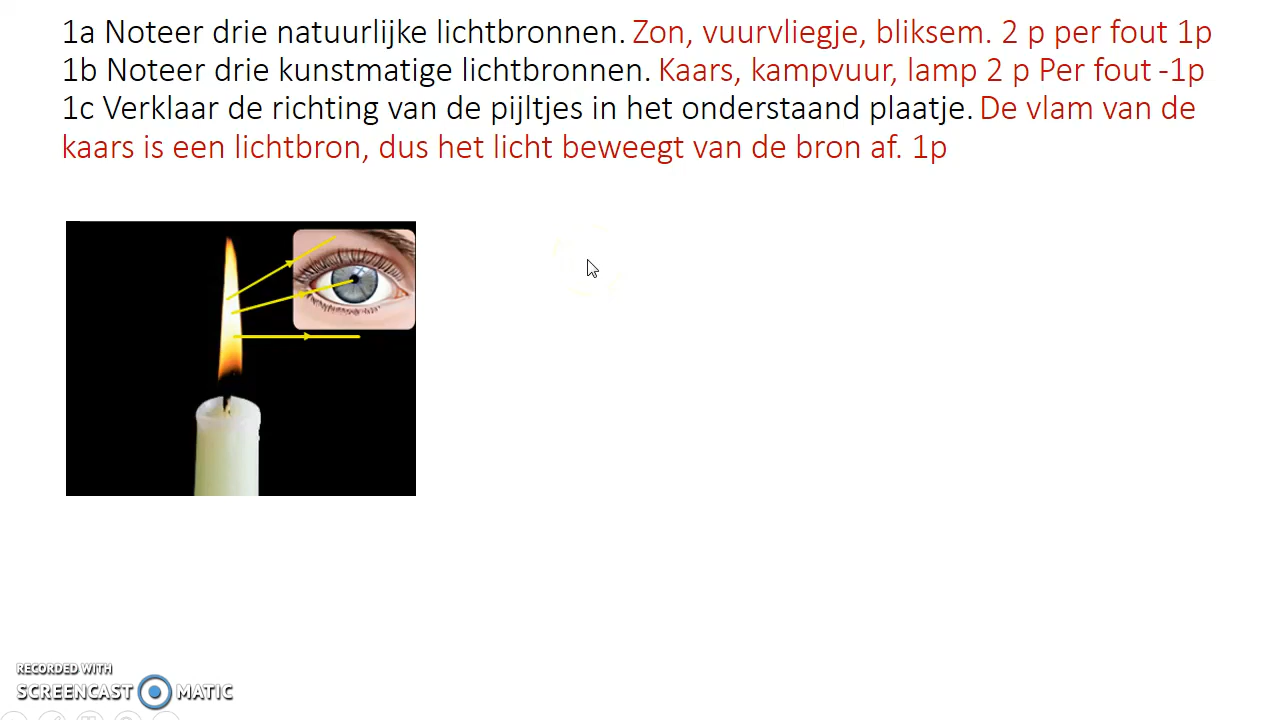 1a Noteer drie natuurlijke lichtbronnen. Zon, vuurvliegje, bliksem. 2 p per fout 1p
1b Noteer drie kunstmatige lichtbronnen. Kaars, kampvuur, lamp 2 p Per fout -1p
1c Verklaar de richting van de pijltjes in het onderstaand plaatje. De vlam van de
kaars is een lichtbron, dus het licht beweegt van de bron af. 1p
RECORDED WITH
SCREENCAST MATIC